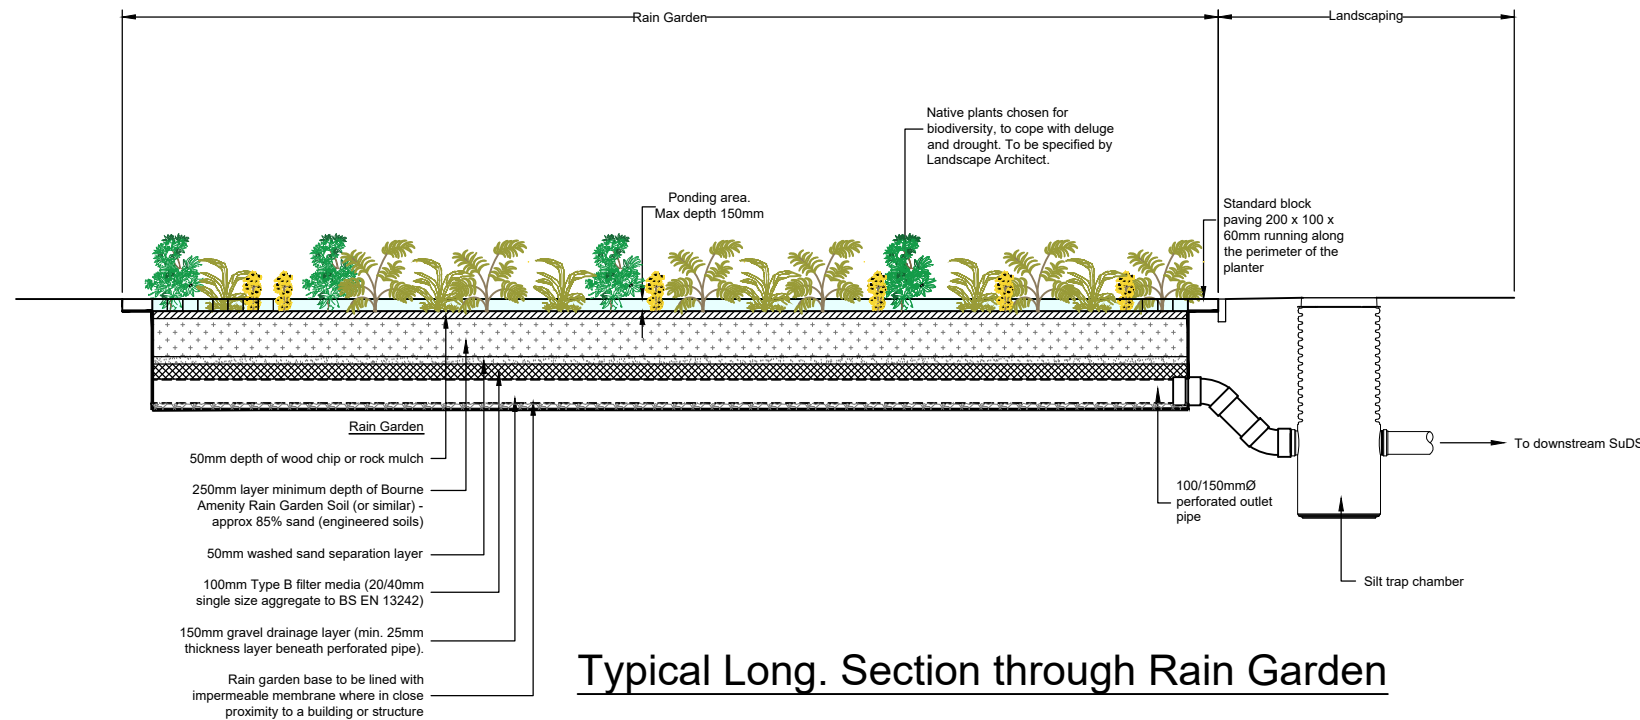 Rain Garden
Landscaping
Native plants chosen for
biodiversity, to cope with deluge
and drought. To be specified by
Landscape Architect.
Ponding area.
Max depth 150mm
Standard block
paving 200 x 100 x
60mm running along
the perimeter of the
planter
Rain Garden
50mm depth of wood chip or rock mulch
250mm layer minimum depth of Bourne
Amenity Rain Garden Soil (or similar) -
approx 85% sand (engineered soils)
50mm washed sand separation layer
100mm Type B filter media (20/40mm
single size aggregate to BS EN 13242)
150mm gravel drainage layer (min. 25mm
thickness layer beneath perforated pipe).
Rain garden base to be lined with
impermeable membrane where in close
proximity to a building or structure
100/150mmØ
perforated outlet
pipe
To downstream SuDS
Silt trap chamber
Typical Long. Section through Rain Garden